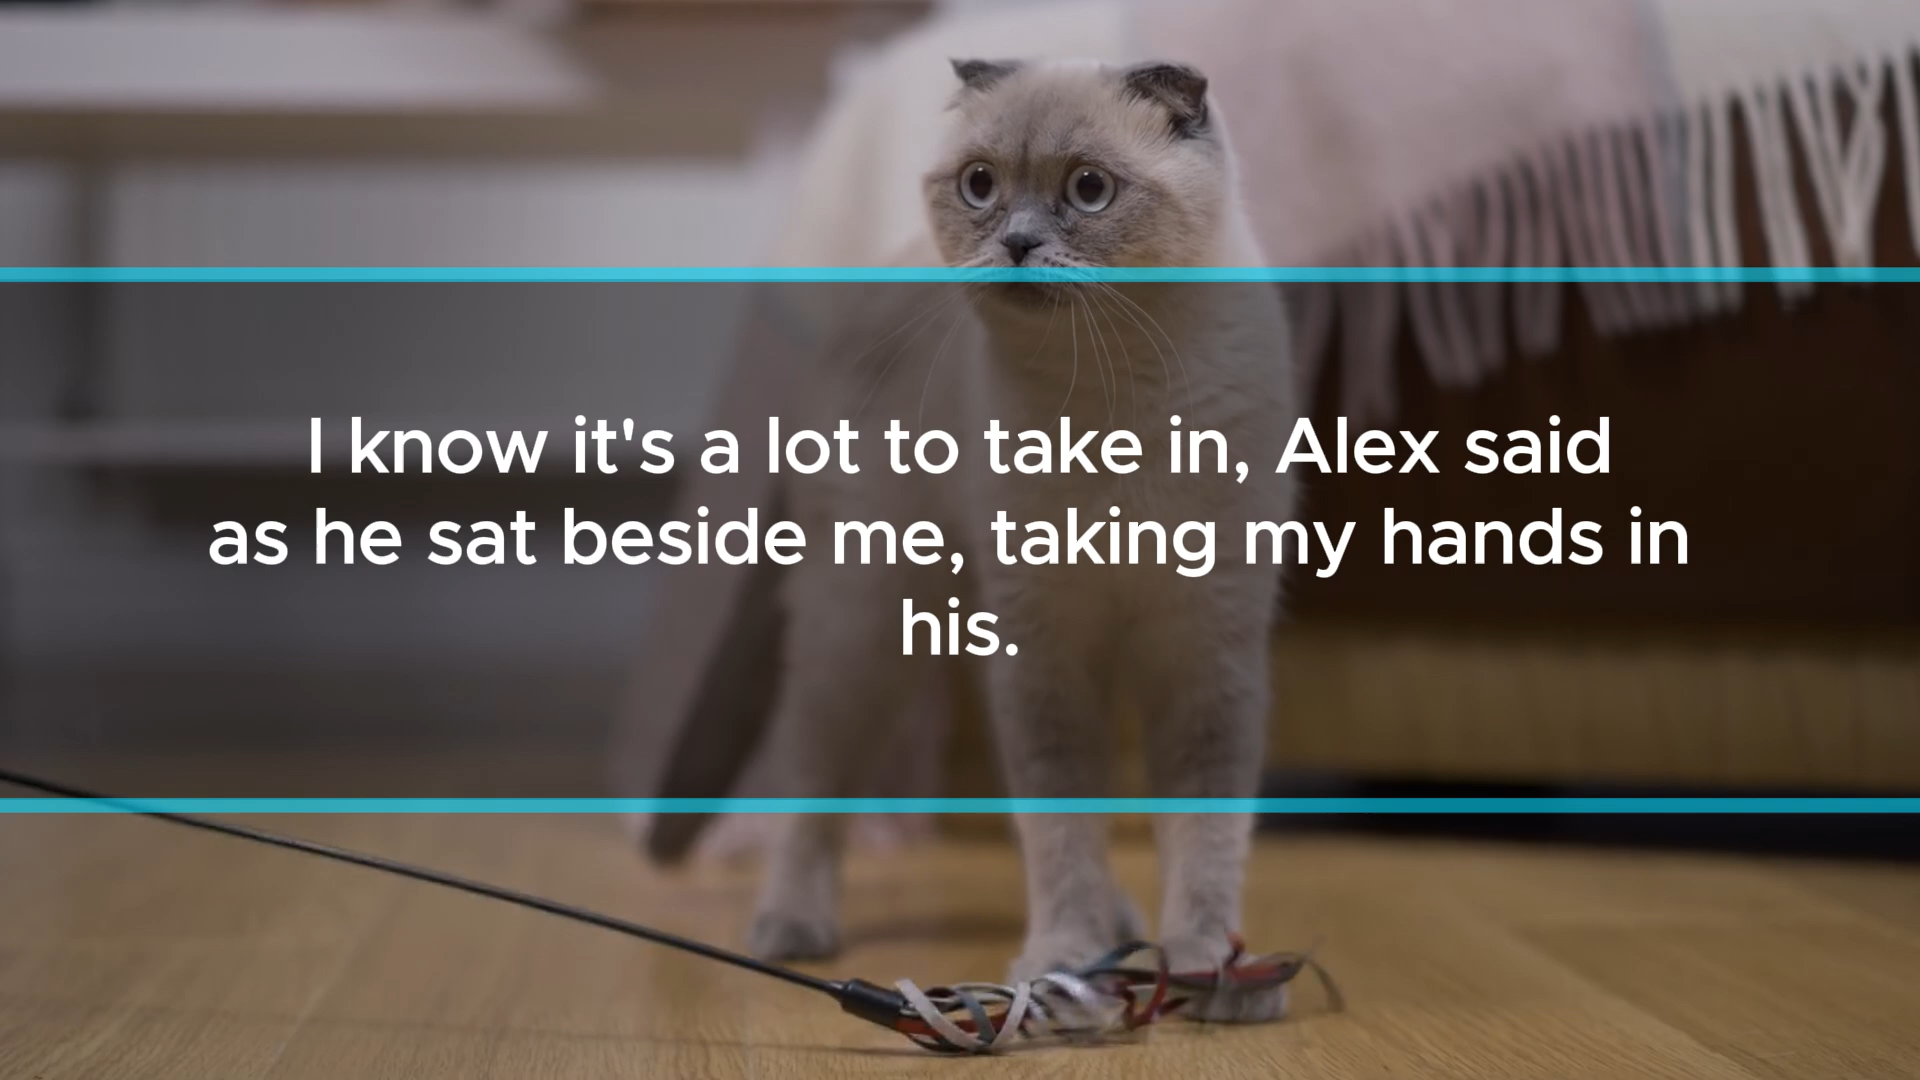 I know it's a lot to take in, Alex said
as he sat beside me, taking my hands in
his.